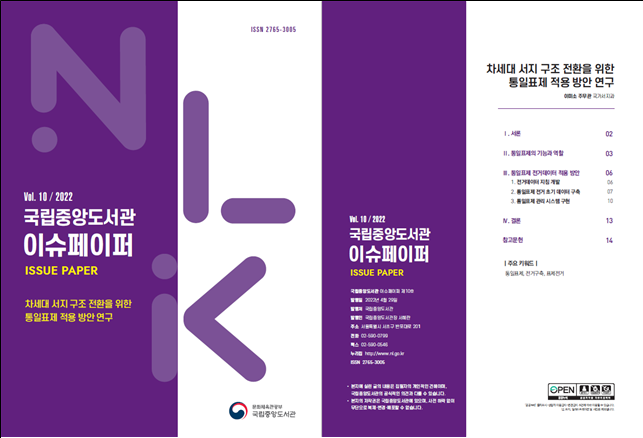 ISSN 2765-3005
Vol. 10 / 2022
국립중앙도서관
이슈페이퍼
ISSUE PAPER
차세대 서지 구조 전환을 위한
통일표제 적용 방안 연구
문화체육관광부
국립중앙도서관
Vol. 10 / 2022
국립중앙도서관
이슈페이퍼
ISSUE PAPER
국립중앙도서관 이슈페이퍼 제10호
발행일 2022년 4월 29일
발행처 국립중앙도서관
발행인 국립중앙도서관장 서혜란
주소 서울특별시 서초구 반포대로 201
전화 02-590-0799
팩스 02-590-0546
누리집 http://www.nl.go.kr
ISSN 2765-3005
• 본지에 실린 글의 내용은 필자의 개인적인 견해이며,
국립중앙도서관의 공식적인 의견과 다를 수 있습니다.
• 본지의 저작권은 국립중앙도서관에 있으며, 사전 허락 없이
무단으로 복제·변경·배포할 수 없습니다.
차세대 서지 구조 전환을 위한
통일표제 적용 방안 연구
이미소 주무관 국가서지과
Ⅰ. 서론 02
Ⅱ. 통일표제의 기능과 역할 03
Ⅲ. 통일표제 전거데이터 적용 방안 06
1. 전거데이터 지침 개발 06
2. 통일표제 전거 초기 데이터 구축 07
3. 통일표제 관리 시스템 구현 10
Ⅳ. 결론 13
참고문헌 14
| 주요 키워드 |
통일표제, 전거구축, 표제전거
OPEN